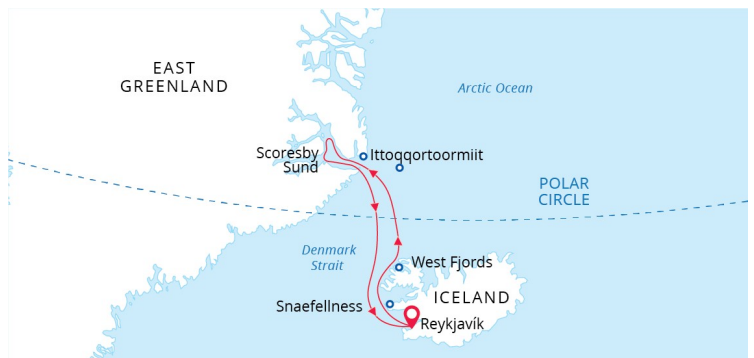 EAST
GREENLAND
Arctic Ocean
Scoresby
Sund
Ittoqqortoormiit
POLAR
CIRCLE
Denmark
Strait
West Fjords
Snaefellness
ICELAND
Reykjavík